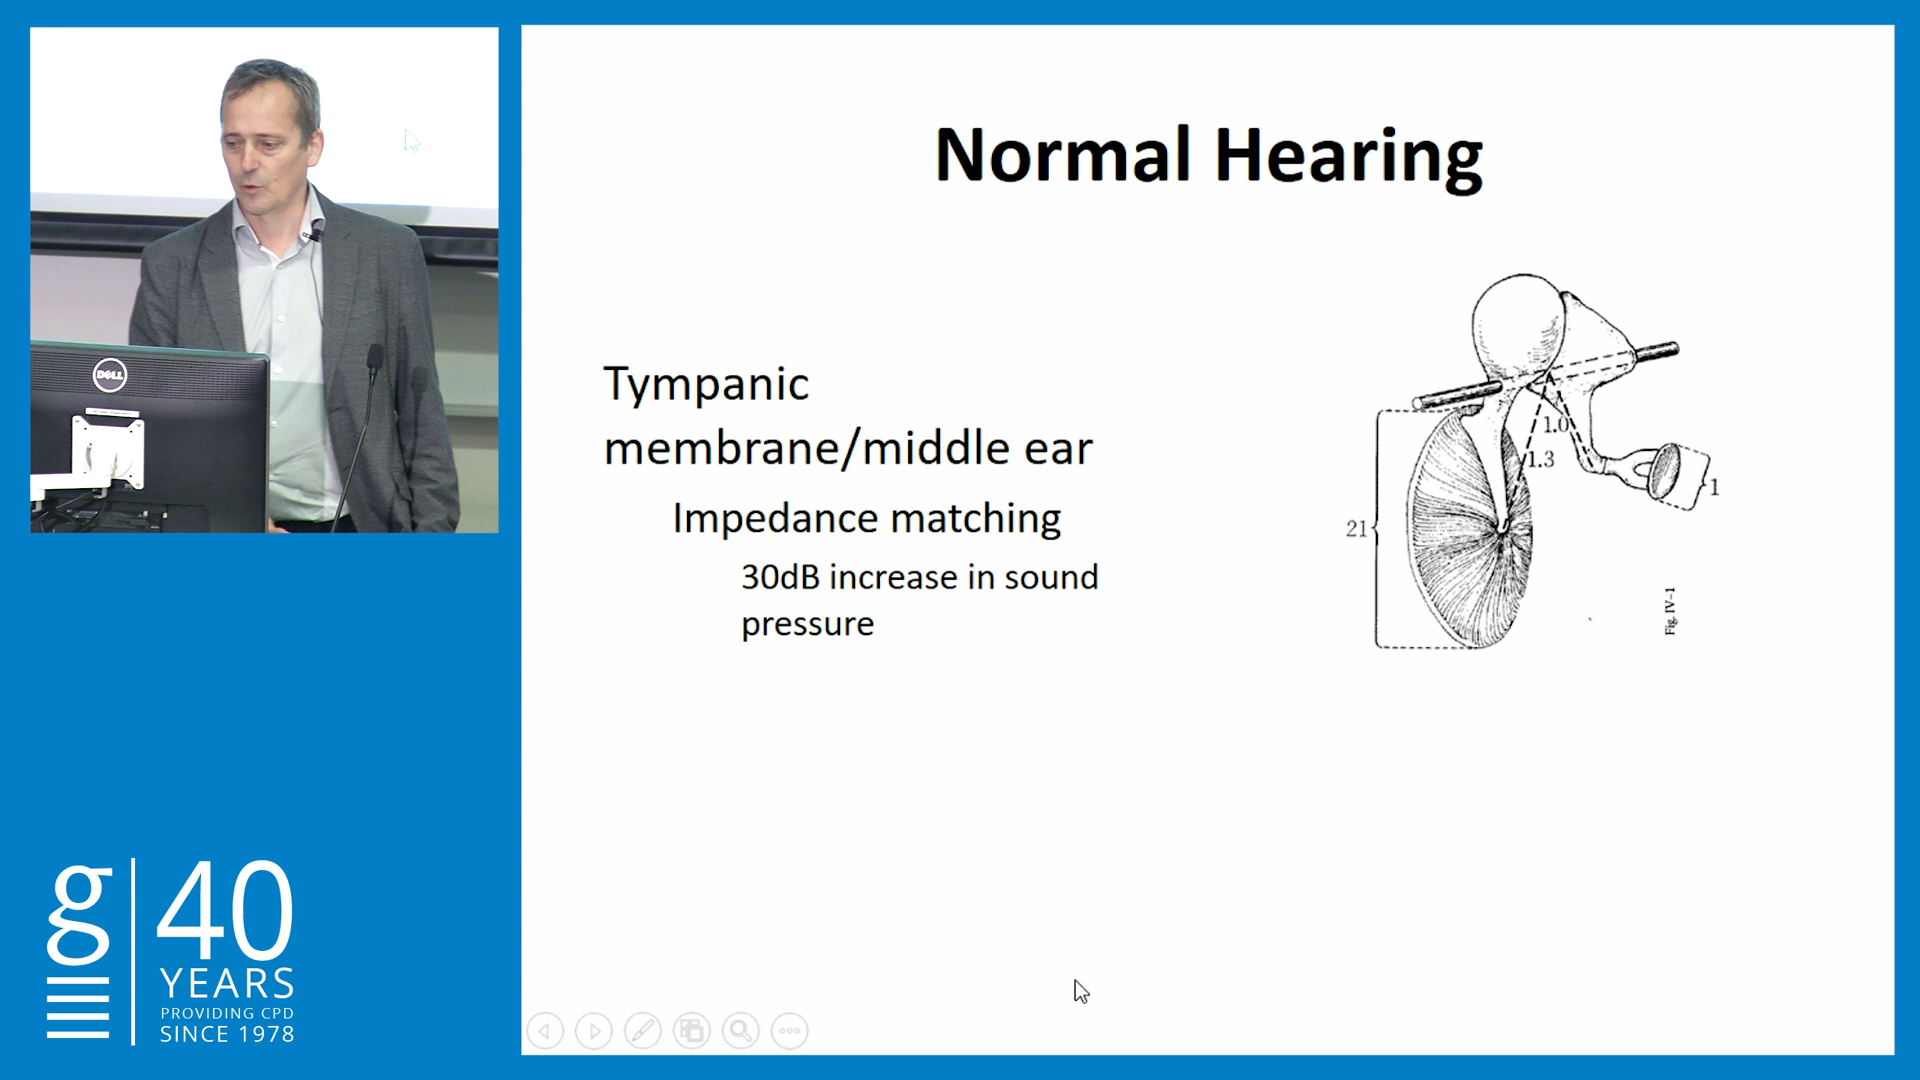 Normal Hearing
Tympanic
membrane/middle ear
Impedance matching
30dB increase in sound
pressure
1.0
1.3
1
21
Fig. IV-1
DELL
g
40
YEARS
PROVIDING CPD
SINCE 1978